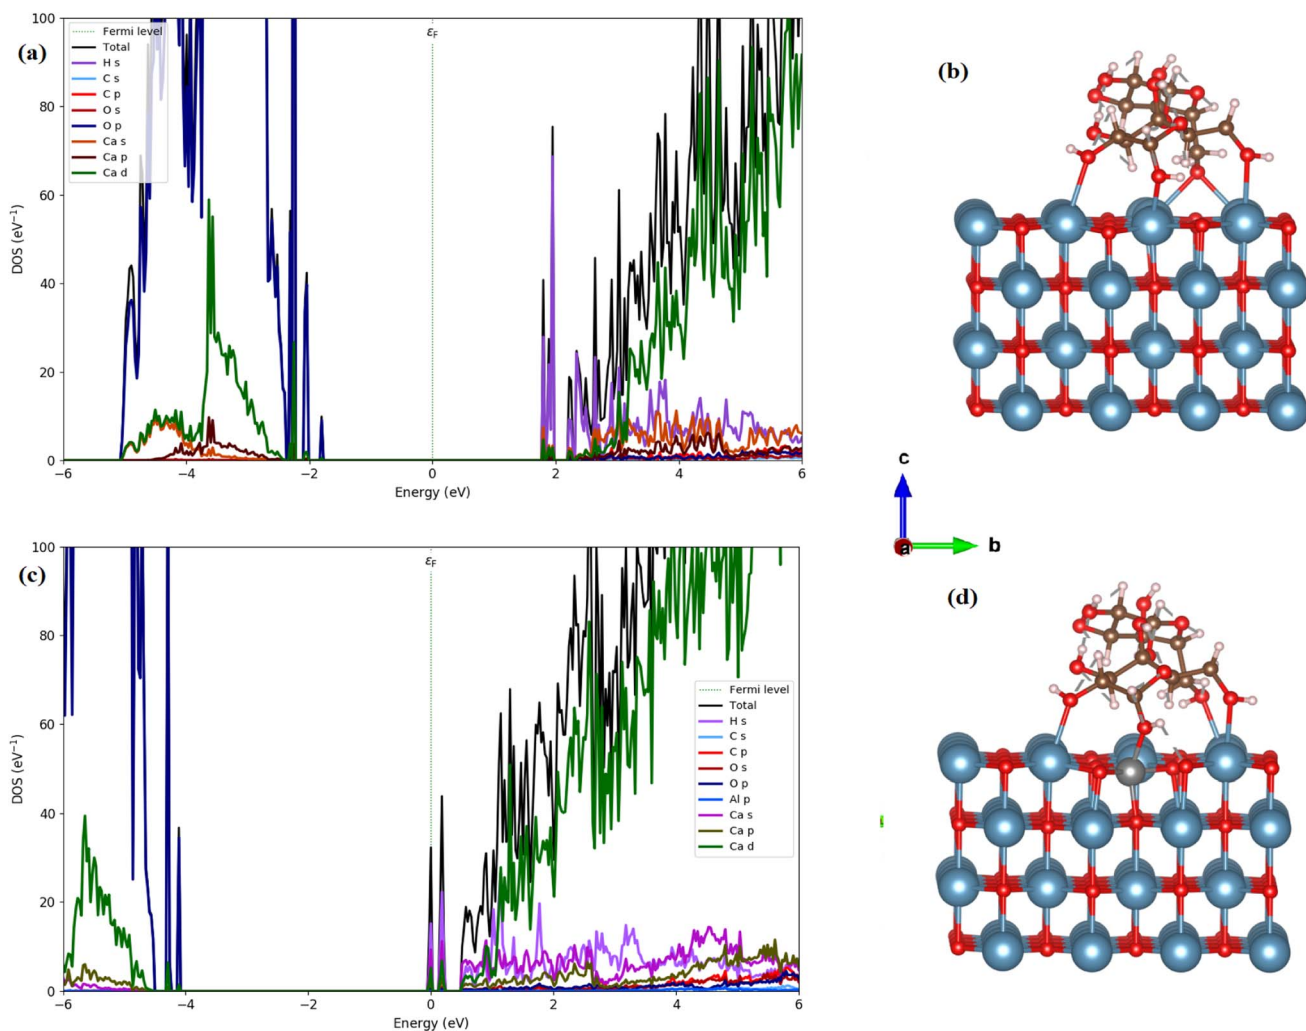 (a)
100
80
60
40
20
0
DOS (eV⁻¹)
Fermi level
Total
H s
C s
C p
O s
O p
Ca s
Ca p
Ca d
εF
−6 −4 −2 0 2 4 6
Energy (eV)
(b)
c
a b
(c)
100
80
60
40
20
0
DOS (eV⁻¹)
εF
Fermi level
Total
H s
C s
C p
O s
O p
Al p
Ca s
Ca p
Ca d
−6 −4 −2 0 2 4 6
Energy (eV)
(d)